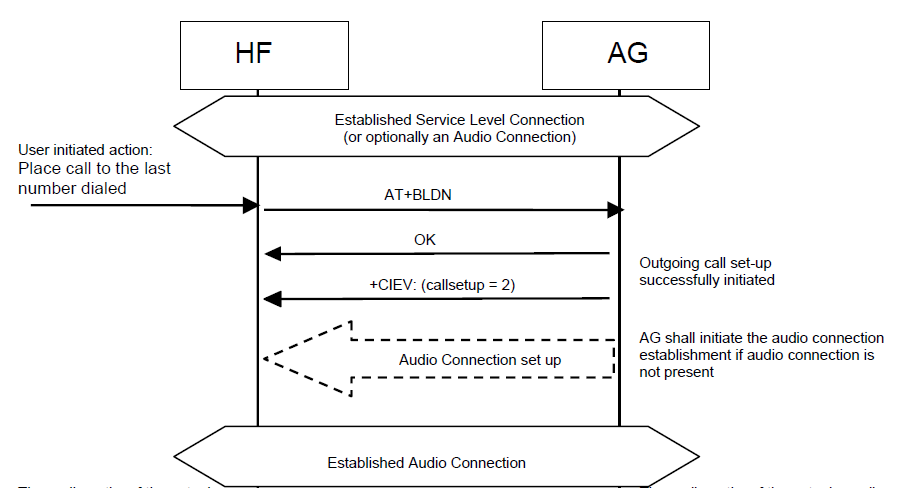 HF
AG
Established Service Level Connection
(or optionally an Audio Connection)
User initiated action:
Place call to the last
number dialed
AT+BLDN
OK
Outgoing call set-up
successfully initiated
+CIEV: (callsetup = 2)
AG shall initiate the audio connection
establishment if audio connection is
not present
Audio Connection set up
Established Audio Connection